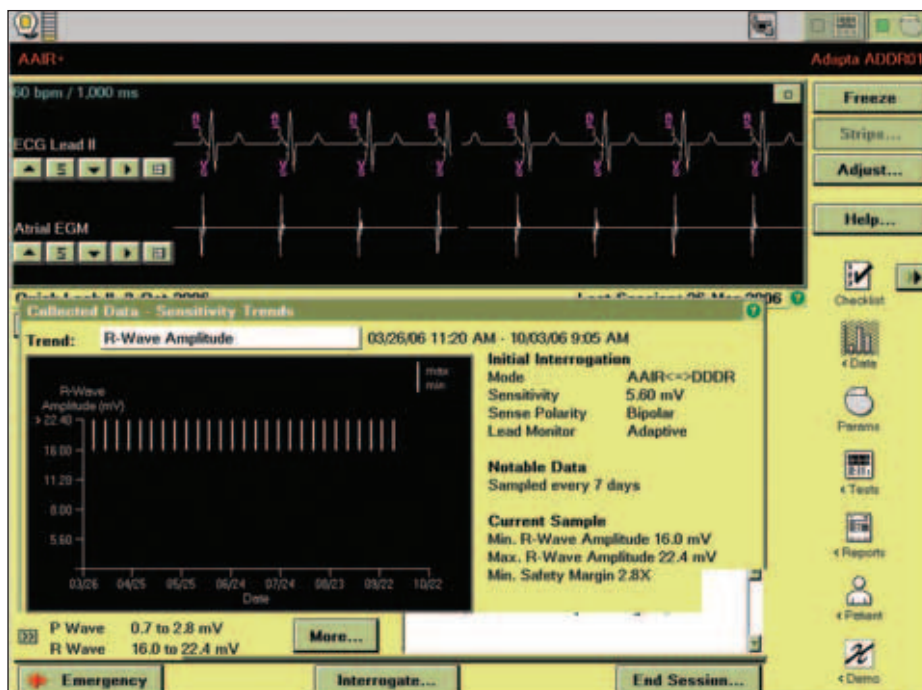 AAIR+
Adapta ADDR01
60 bpm / 1,000 ms
Freeze
ECG Lead II
Strips...
Adjust...
Help...
Atrial EGM
Checklist
Collected Data - Sensitivity Trends
Trend: R-Wave Amplitude 03/26/06 11:20 AM - 10/03/06 9:05 AM
< Data
max
min
R-Wave
Amplitude (mV)
> 22.40
16.00
11.20
8.00
5.60
03/26 04/25 05/25 06/24 07/24 08/23 09/22 10/22
Date
Initial Interrogation
Mode AAIR<=>DDDR
Sensitivity 5.60 mV
Sense Polarity Bipolar
Lead Monitor Adaptive
Params
Notable Data
Sampled every 7 days
< Tests
Current Sample
Min. R-Wave Amplitude 16.0 mV
Max. R-Wave Amplitude 22.4 mV
Min. Safety Margin 2.8X
< Reports
< Patient
P Wave 0.7 to 2.8 mV
R Wave 16.0 to 22.4 mV
More...
< Demo
Emergency
Interrogate...
End Session...